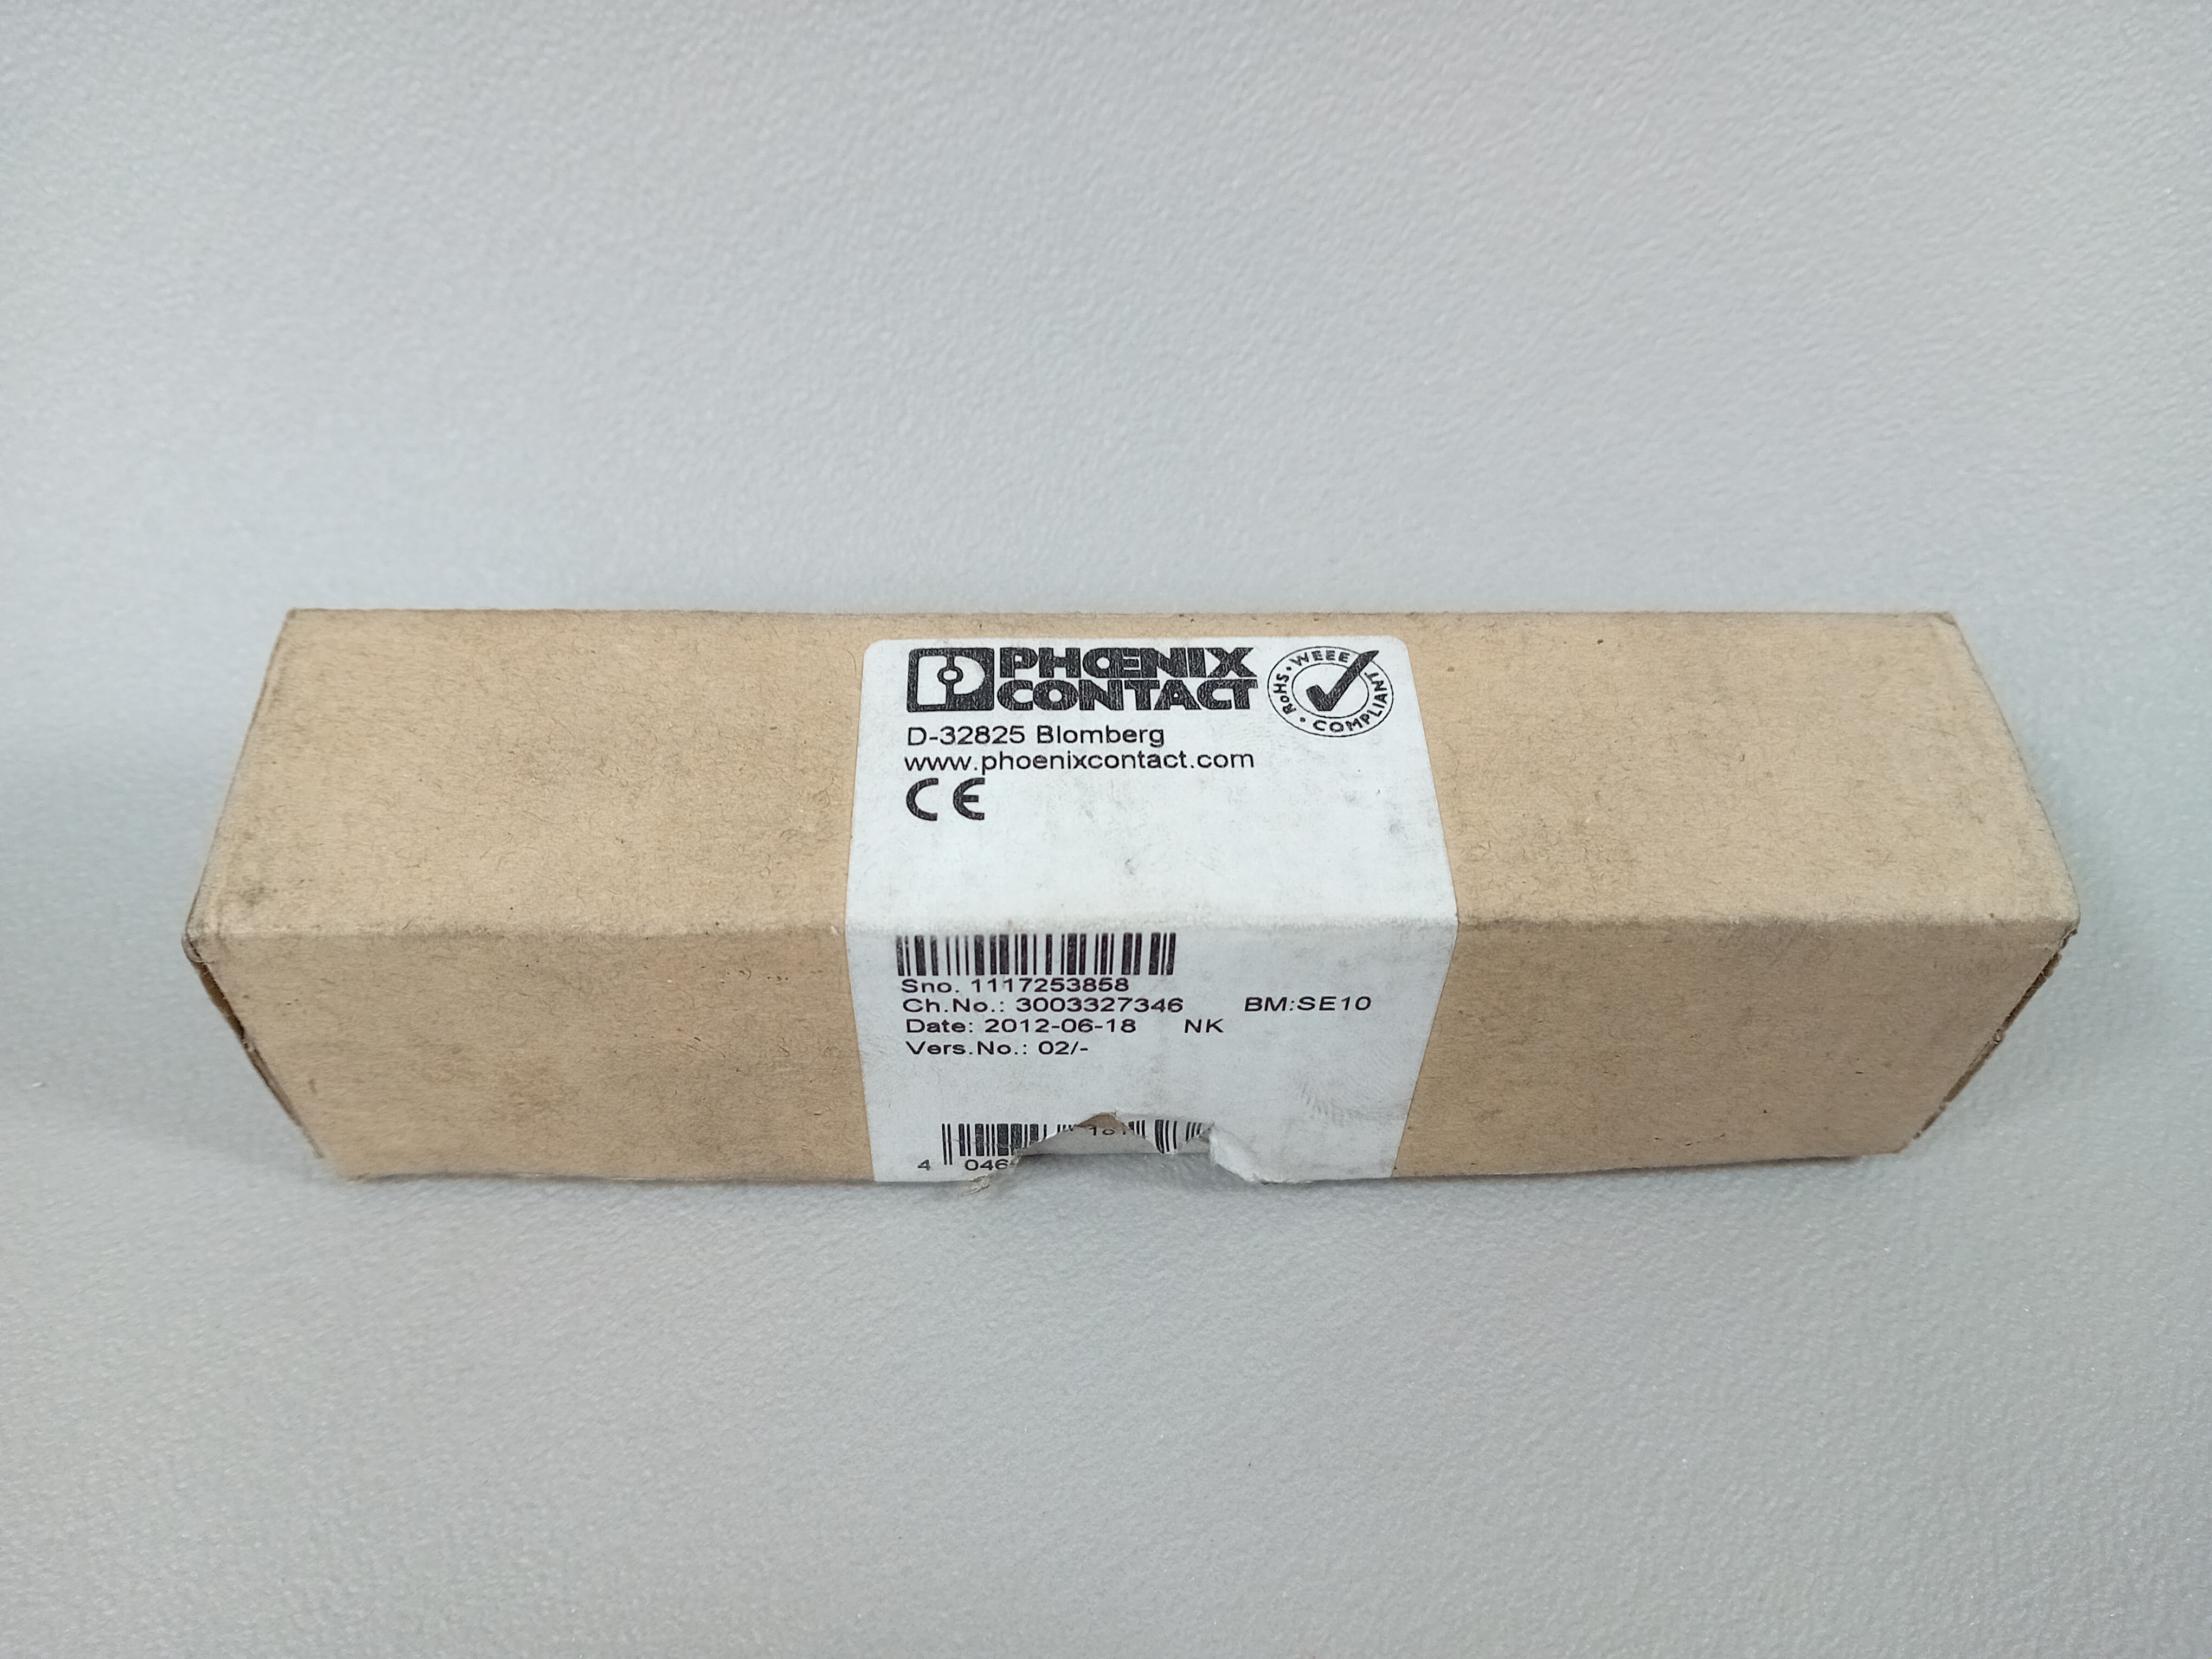 PHŒNIX
CONTACT
WEEE
RoHS • COMPLIANT
D-32825 Blomberg
www.phoenixcontact.com
CE
Sno. 1117253858
Ch.No.: 3003327346 BM:SE10
Date: 2012-06-18 NK
Vers.No.: 02/-
4 046